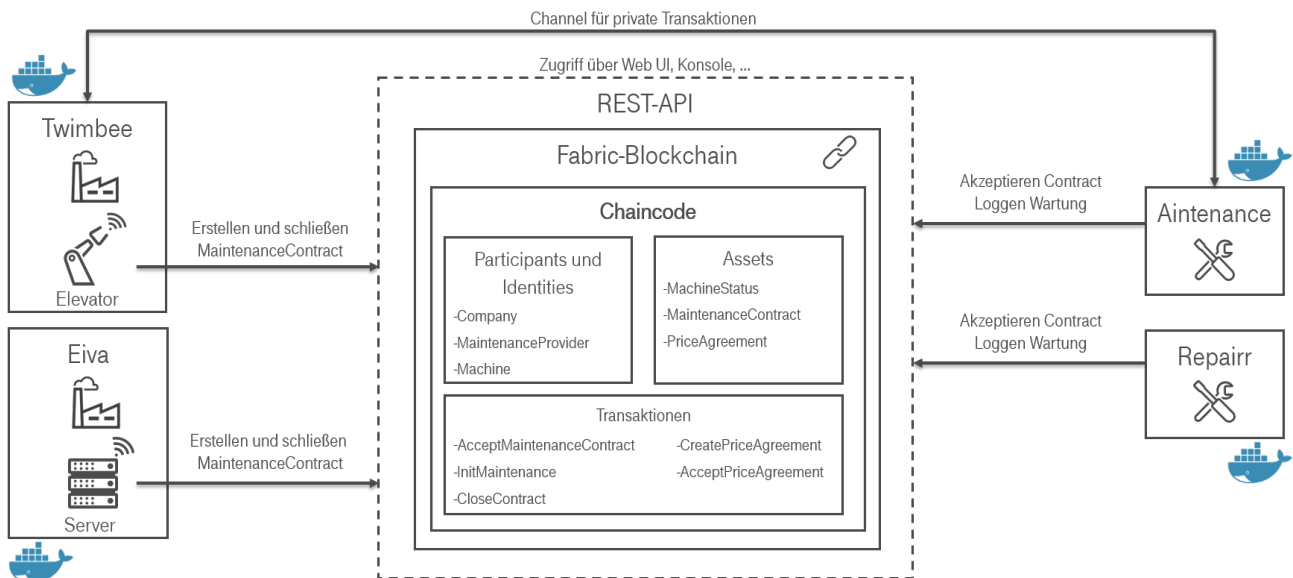 Channel für private Transaktionen
Zugriff über Web UI, Konsole, ...
REST-API
Twimbee
Elevator
Erstellen und schließen
MaintenanceContract
Eiva
Server
Erstellen und schließen
MaintenanceContract
Fabric-Blockchain
Chaincode
Participants und
Identities
-Company
-MaintenanceProvider
-Machine
Assets
-MachineStatus
-MaintenanceContract
-PriceAgreement
Transaktionen
-AcceptMaintenanceContract
-InitMaintenance
-CloseContract
-CreatePriceAgreement
-AcceptPriceAgreement
Akzeptieren Contract
Loggen Wartung
Aintenance
Akzeptieren Contract
Loggen Wartung
Repairr